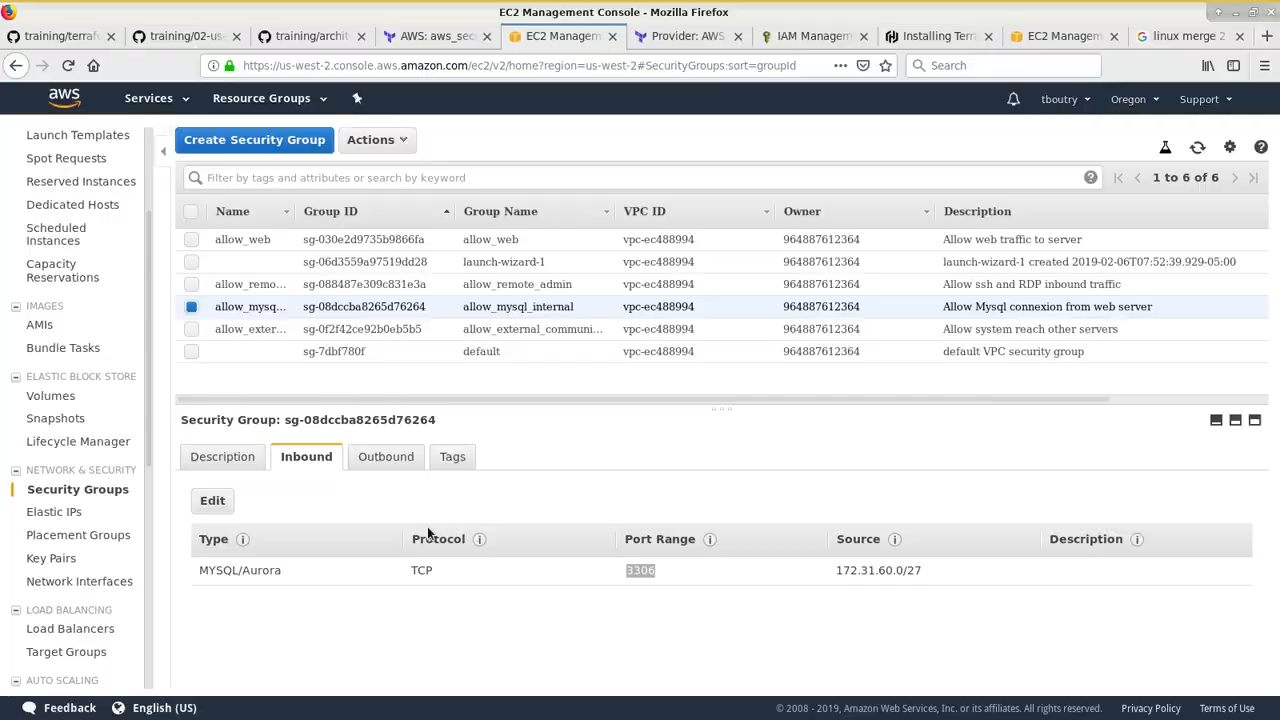 EC2 Management Console - Mozilla Firefox
training/terraf training/02-us training/archit AWS: aws_sec EC2 Managem Provider: AWS IAM Managem Installing Terr EC2 Managem linux merge 2
https://us-west-2.console.aws.amazon.com/ec2/v2/home?region=us-west-2#SecurityGroups:sort=groupId Search
aws Services Resource Groups tboutry Oregon Support
Launch Templates
Spot Requests
Reserved Instances
Dedicated Hosts
Scheduled
Instances
Capacity
Reservations
IMAGES
AMIs
Bundle Tasks
ELASTIC BLOCK STORE
Volumes
Snapshots
Lifecycle Manager
NETWORK & SECURITY
Security Groups
Elastic IPs
Placement Groups
Key Pairs
Network Interfaces
LOAD BALANCING
Load Balancers
Target Groups
AUTO SCALING
Create Security Group Actions
Filter by tags and attributes or search by keyword 1 to 6 of 6
Name Group ID Group Name VPC ID Owner Description
allow_web sg-030e2d9735b9866fa allow_web vpc-ec488994 964887612364 Allow web traffic to server
sg-06d3559a97519dd28 launch-wizard-1 vpc-ec488994 964887612364 launch-wizard-1 created 2019-02-06T07:52:39.929-05:00
allow_remo... sg-088487e309c831e3a allow_remote_admin vpc-ec488994 964887612364 Allow ssh and RDP inbound traffic
allow_mysq... sg-08dccba8265d76264 allow_mysql_internal vpc-ec488994 964887612364 Allow Mysql connexion from web server
allow_exter... sg-0f2f42ce92b0eb5b5 allow_external_communi... vpc-ec488994 964887612364 Allow system reach other servers
sg-7dbf780f default vpc-ec488994 964887612364 default VPC security group
Security Group: sg-08dccba8265d76264
Description Inbound Outbound Tags
Edit
Type Protocol Port Range Source Description
MYSQL/Aurora TCP 3306 172.31.60.0/27
Feedback English (US) © 2008 - 2019, Amazon Web Services, Inc. or its affiliates. All rights reserved. Privacy Policy Terms of Use